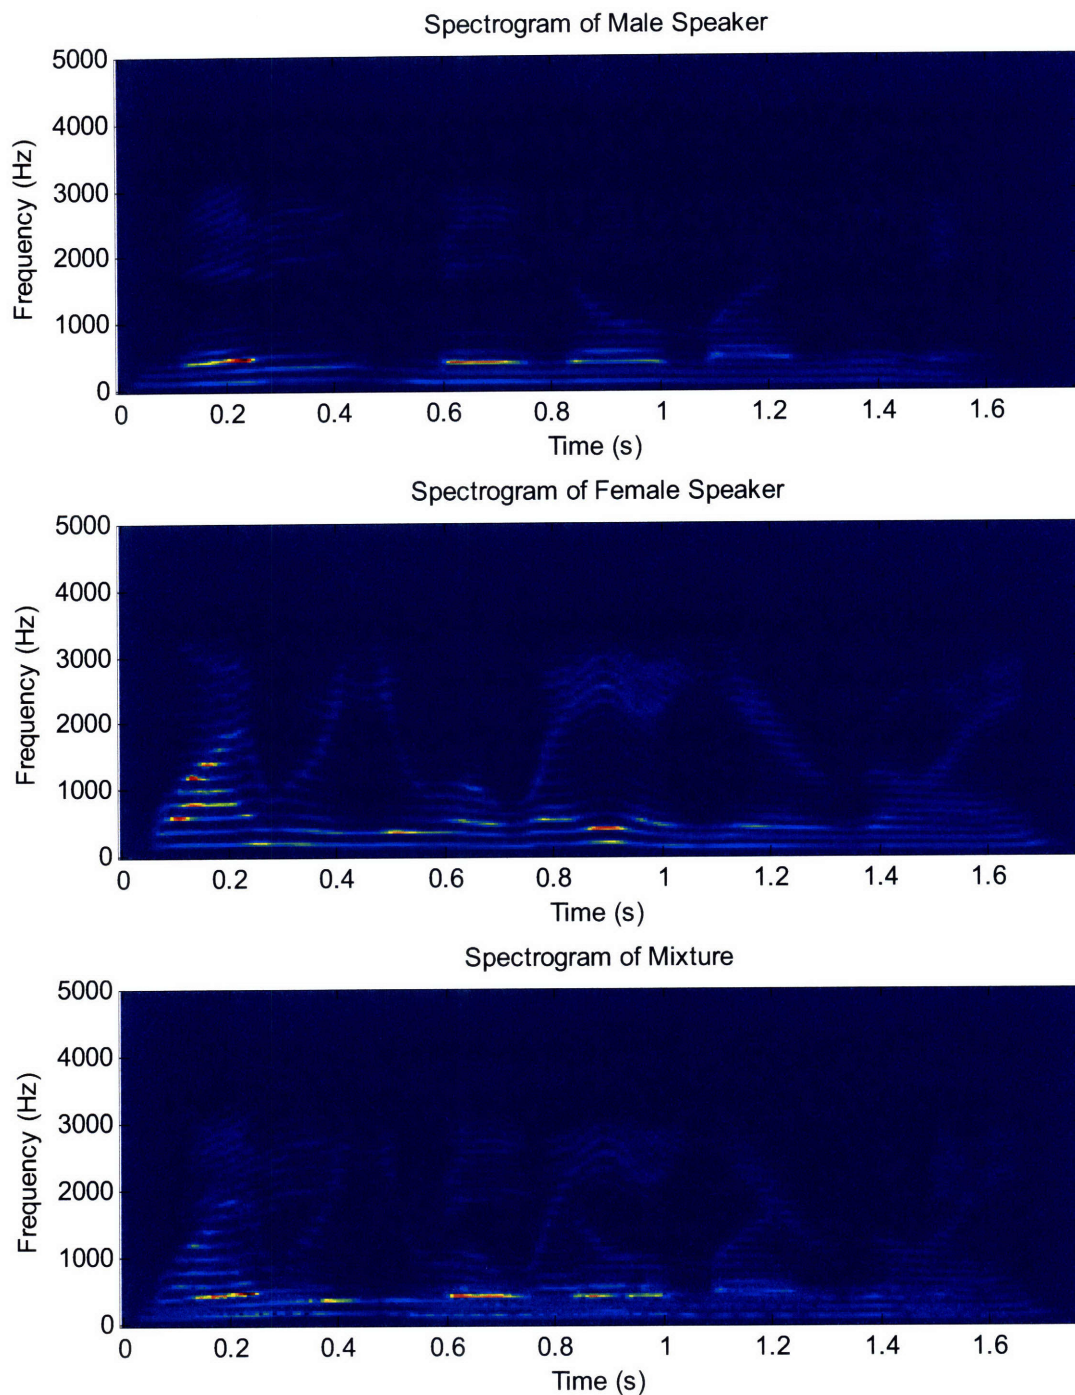 Spectrogram of Male Speaker
5000
4000
3000
2000
1000
0
Frequency (Hz)
0 0.2 0.4 0.6 0.8 1 1.2 1.4 1.6
Time (s)
Spectrogram of Female Speaker
5000
4000
3000
2000
1000
0
Frequency (Hz)
0 0.2 0.4 0.6 0.8 1 1.2 1.4 1.6
Time (s)
Spectrogram of Mixture
5000
4000
3000
2000
1000
0
Frequency (Hz)
0 0.2 0.4 0.6 0.8 1 1.2 1.4 1.6
Time (s)